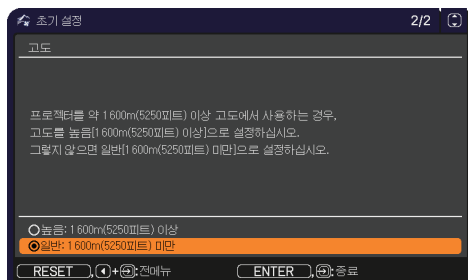 초기 설정 2/2
고도
프로젝터를 약 1600m(5250피트) 이상 고도에서 사용하는 경우,
고도를 높음[1600m(5250피트) 이상]으로 설정하십시오.
그렇지 않으면 일반[1600m(5250피트) 미만]으로 설정하십시오.
높음: 1600m(5250피트) 이상
일반: 1600m(5250피트) 미만
RESET ,+:전메뉴 ENTER ,:종료